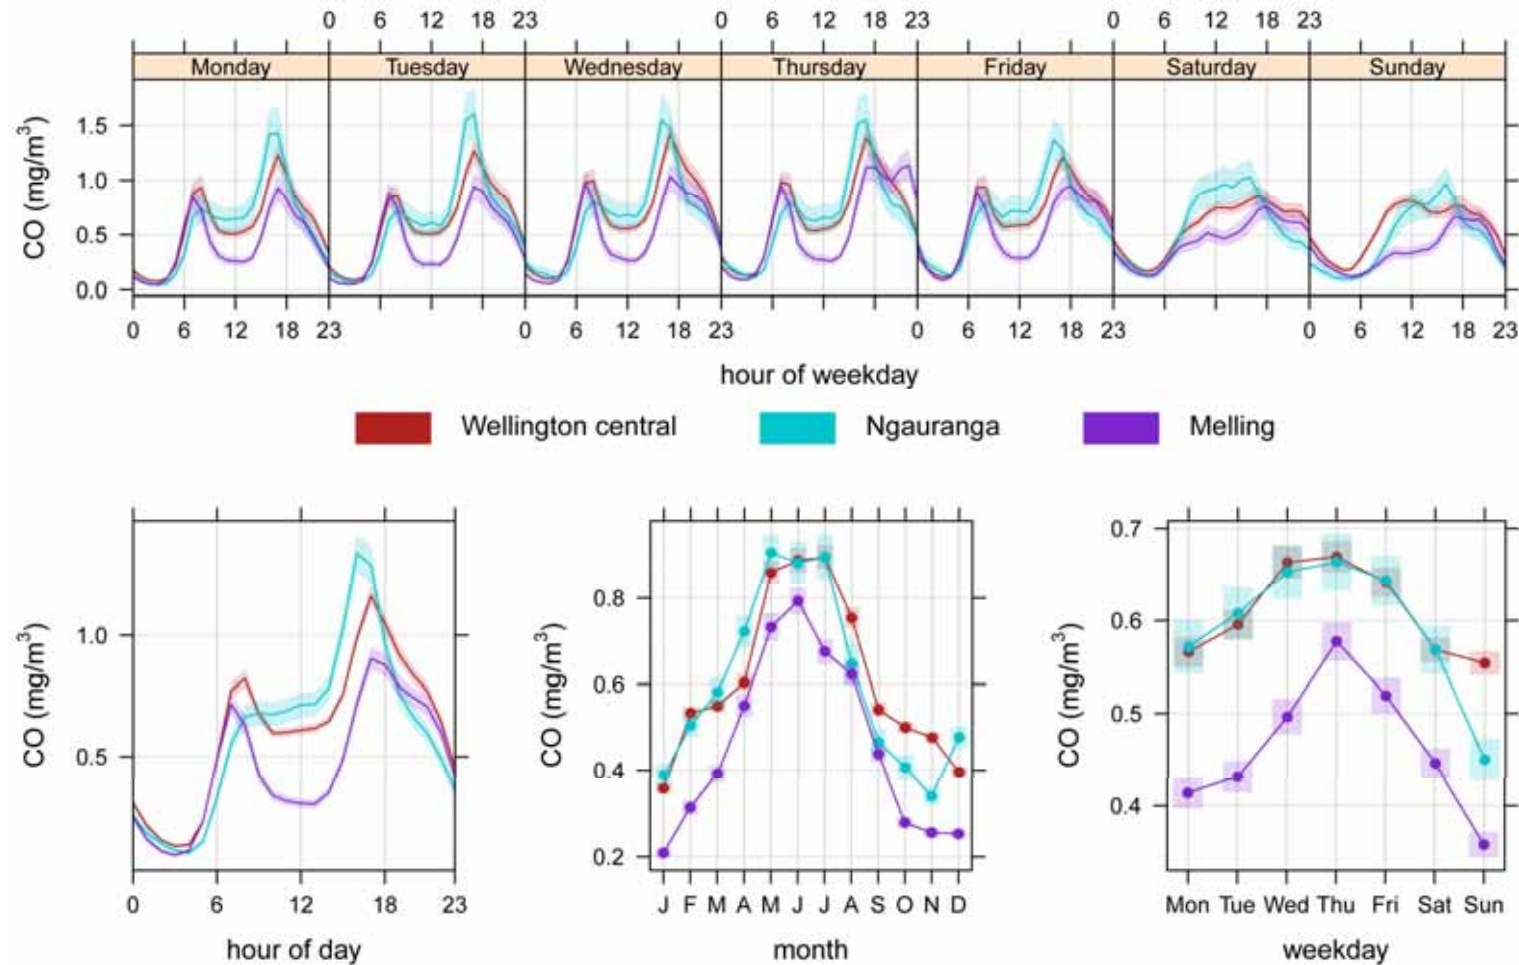 0 6 12 18 23 0 6 12 18 23 0 6 12 18 23
Monday Tuesday Wednesday Thursday Friday Saturday Sunday
CO (mg/m³)
1.5
1.0
0.5
0.0
0 6 12 18 23 0 6 12 18 23 0 6 12 18 23 0 6 12 18 23
hour of weekday
Wellington central Ngauranga Melling
CO (mg/m³)
1.0
0.5
0 6 12 18 23
hour of day
CO (mg/m³)
0.8
0.6
0.4
0.2
J F M A M J J A S O N D
month
CO (mg/m³)
0.7
0.6
0.5
0.4
Mon Tue Wed Thu Fri Sat Sun
weekday